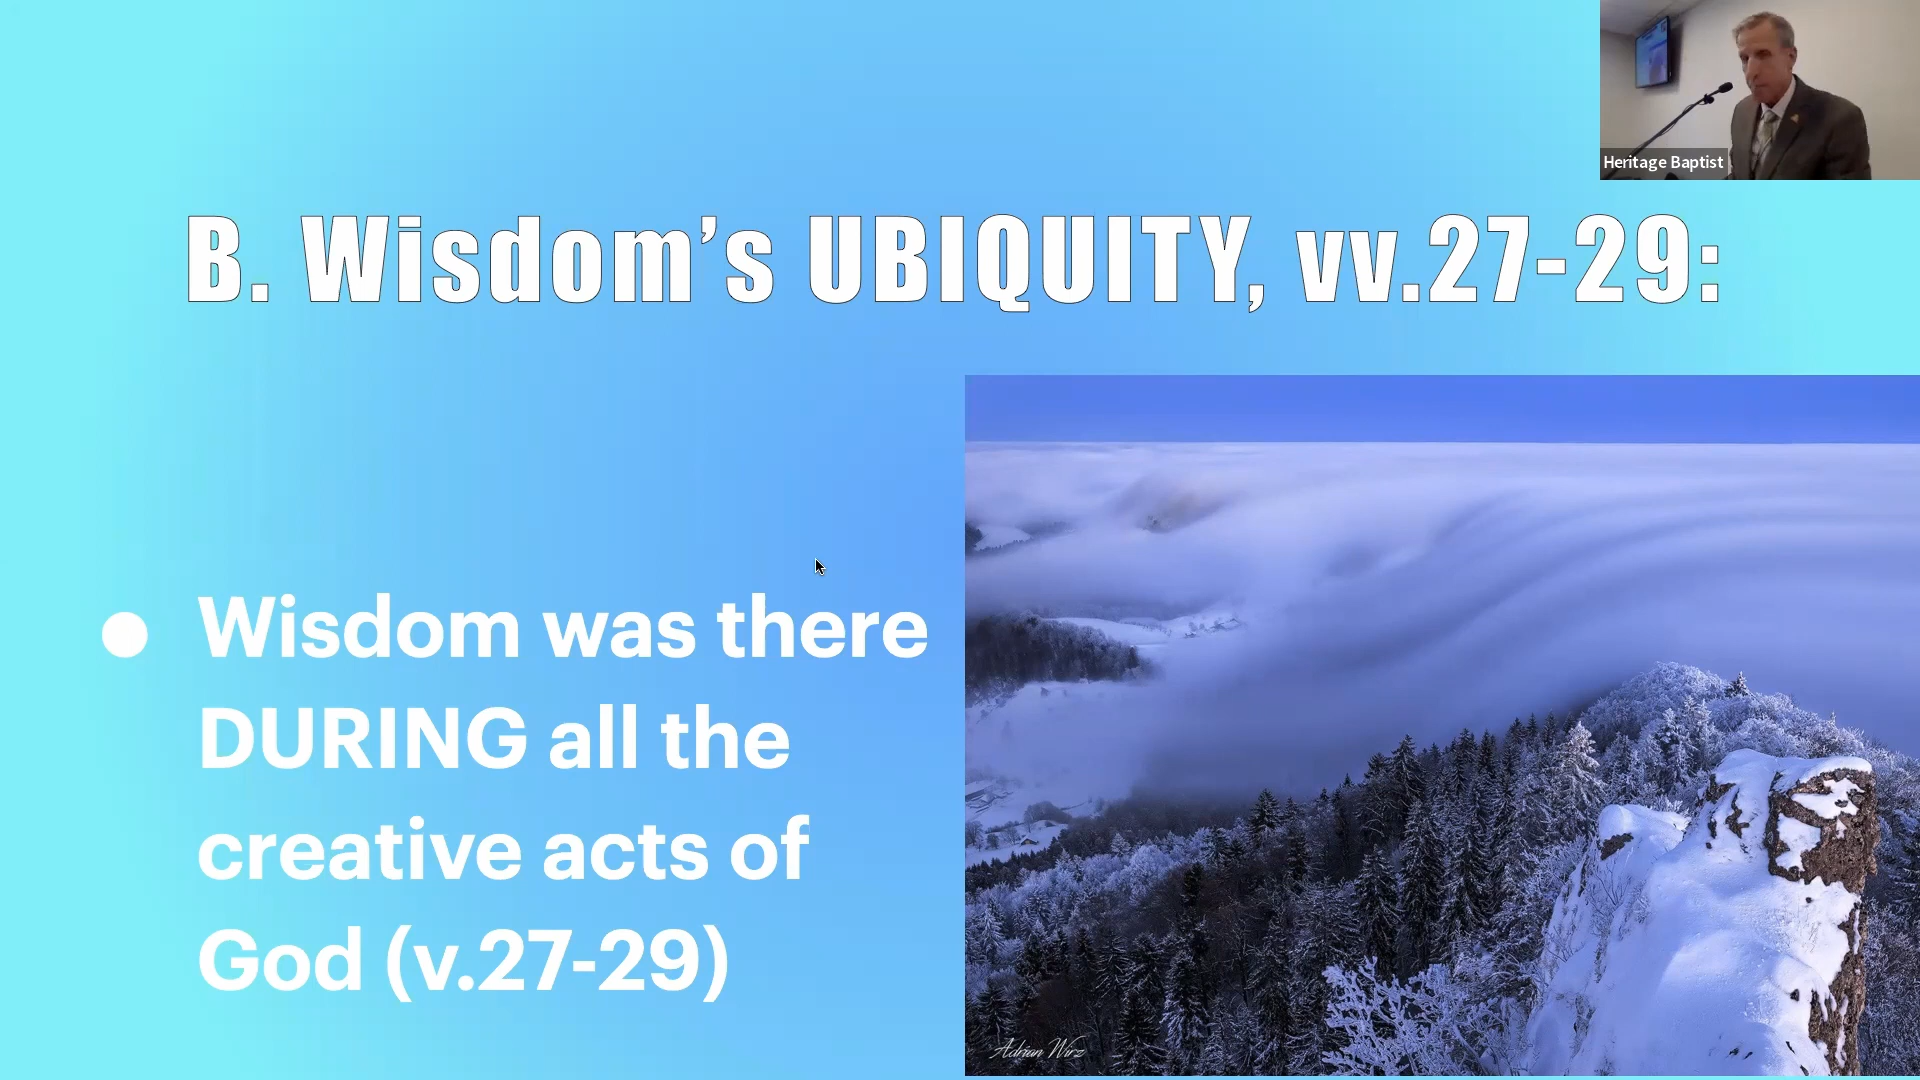 Heritage Baptist
B. Wisdom’s UBIQUITY, vv.27-29:
● Wisdom was there
DURING all the
creative acts of
God (v.27-29)
Adrian Wirz